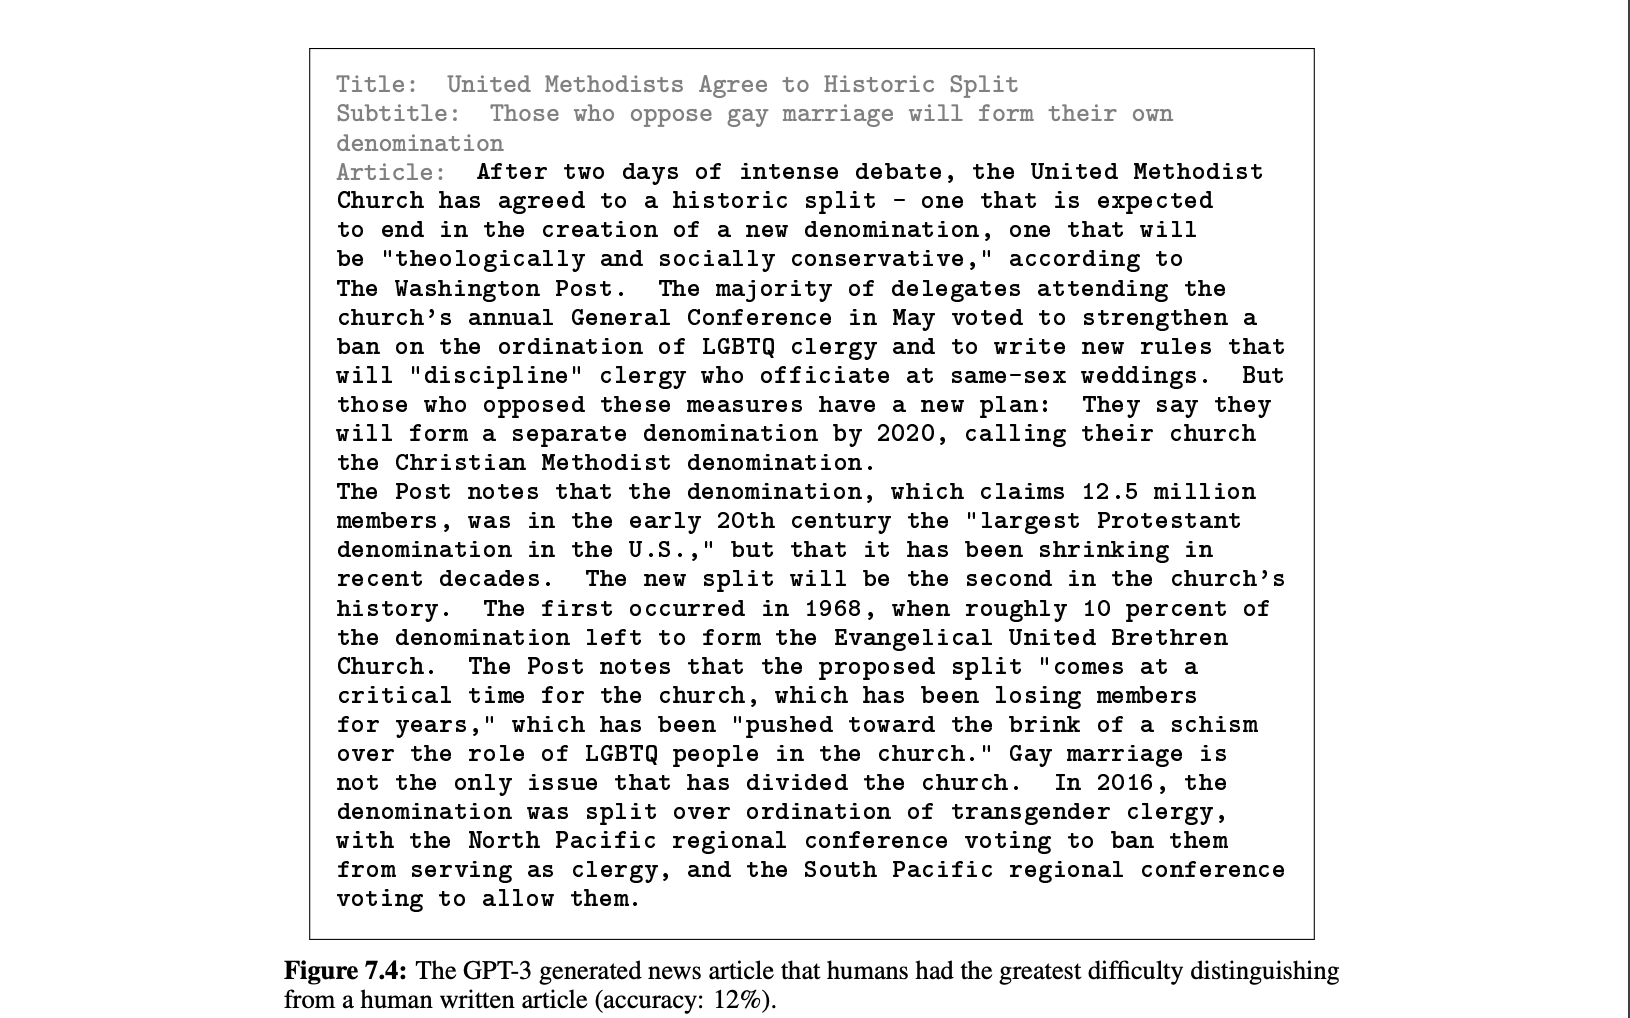 Title: United Methodists Agree to Historic Split
Subtitle: Those who oppose gay marriage will form their own
denomination
Article: After two days of intense debate, the United Methodist
Church has agreed to a historic split - one that is expected
to end in the creation of a new denomination, one that will
be "theologically and socially conservative," according to
The Washington Post. The majority of delegates attending the
church's annual General Conference in May voted to strengthen a
ban on the ordination of LGBTQ clergy and to write new rules that
will "discipline" clergy who officiate at same-sex weddings. But
those who opposed these measures have a new plan: They say they
will form a separate denomination by 2020, calling their church
the Christian Methodist denomination.
The Post notes that the denomination, which claims 12.5 million
members, was in the early 20th century the "largest Protestant
denomination in the U.S.," but that it has been shrinking in
recent decades. The new split will be the second in the church's
history. The first occurred in 1968, when roughly 10 percent of
the denomination left to form the Evangelical United Brethren
Church. The Post notes that the proposed split "comes at a
critical time for the church, which has been losing members
for years," which has been "pushed toward the brink of a schism
over the role of LGBTQ people in the church." Gay marriage is
not the only issue that has divided the church. In 2016, the
denomination was split over ordination of transgender clergy,
with the North Pacific regional conference voting to ban them
from serving as clergy, and the South Pacific regional conference
voting to allow them.
Figure 7.4: The GPT-3 generated news article that humans had the greatest difficulty distinguishing
from a human written article (accuracy: 12%).